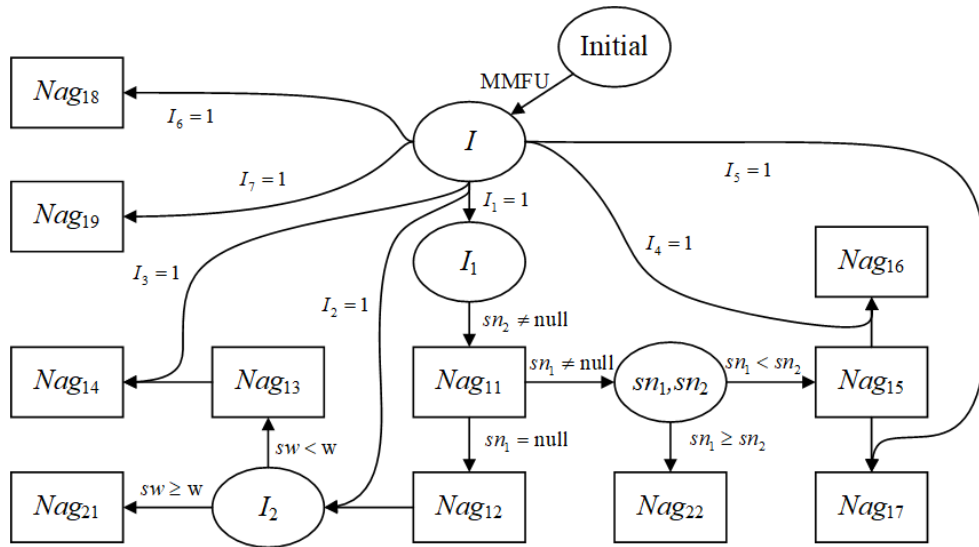 Initial
MMFU
Nag₁₈
I₆ = 1
I
I₅ = 1
I₇ = 1
I₁ = 1
Nag₁₉
I₄ = 1
I₁
Nag₁₆
I₃ = 1
I₂ = 1
sn₂ ≠ null
Nag₁₄
Nag₁₃
Nag₁₁
sn₁ ≠ null
sn₁,sn₂
sn₁ < sn₂
Nag₁₅
sn₁ = null
sn₁ ≥ sn₂
sw < w
sw ≥ w
Nag₂₁
I₂
Nag₁₂
Nag₂₂
Nag₁₇